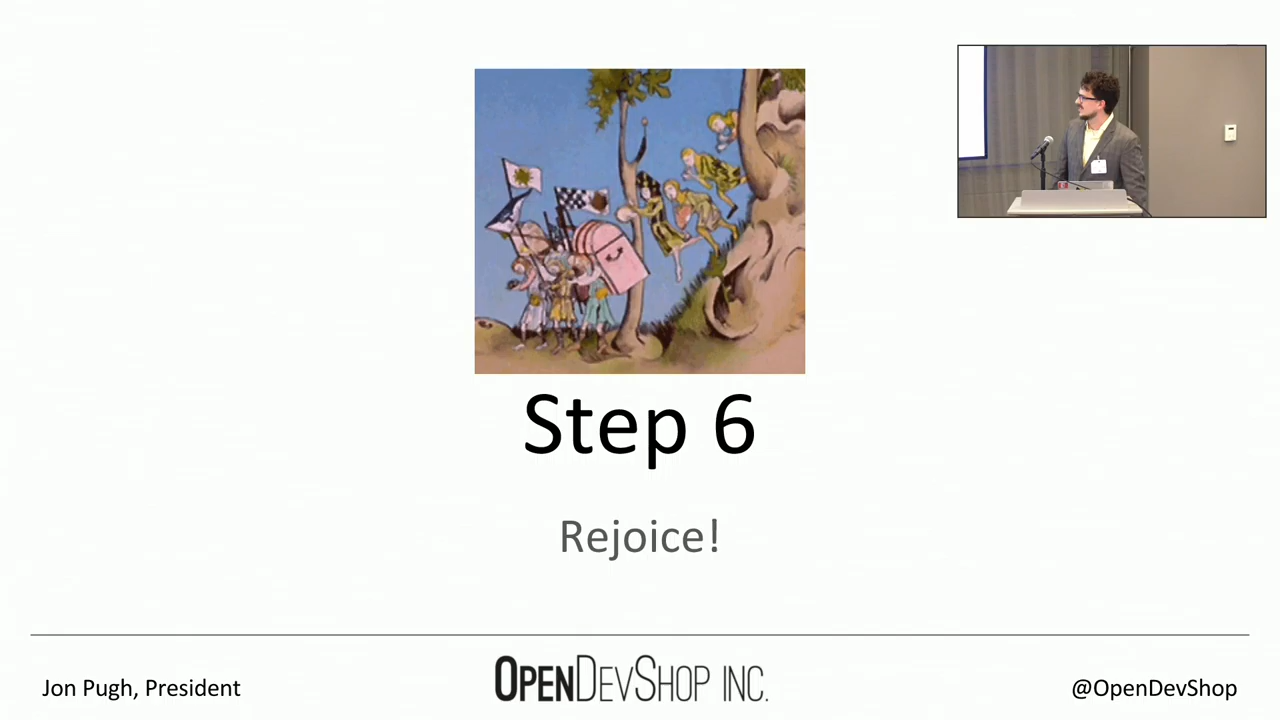 Step 6
Rejoice!
Jon Pugh, President
OPENDEVSHOP INC.
@OpenDevShop